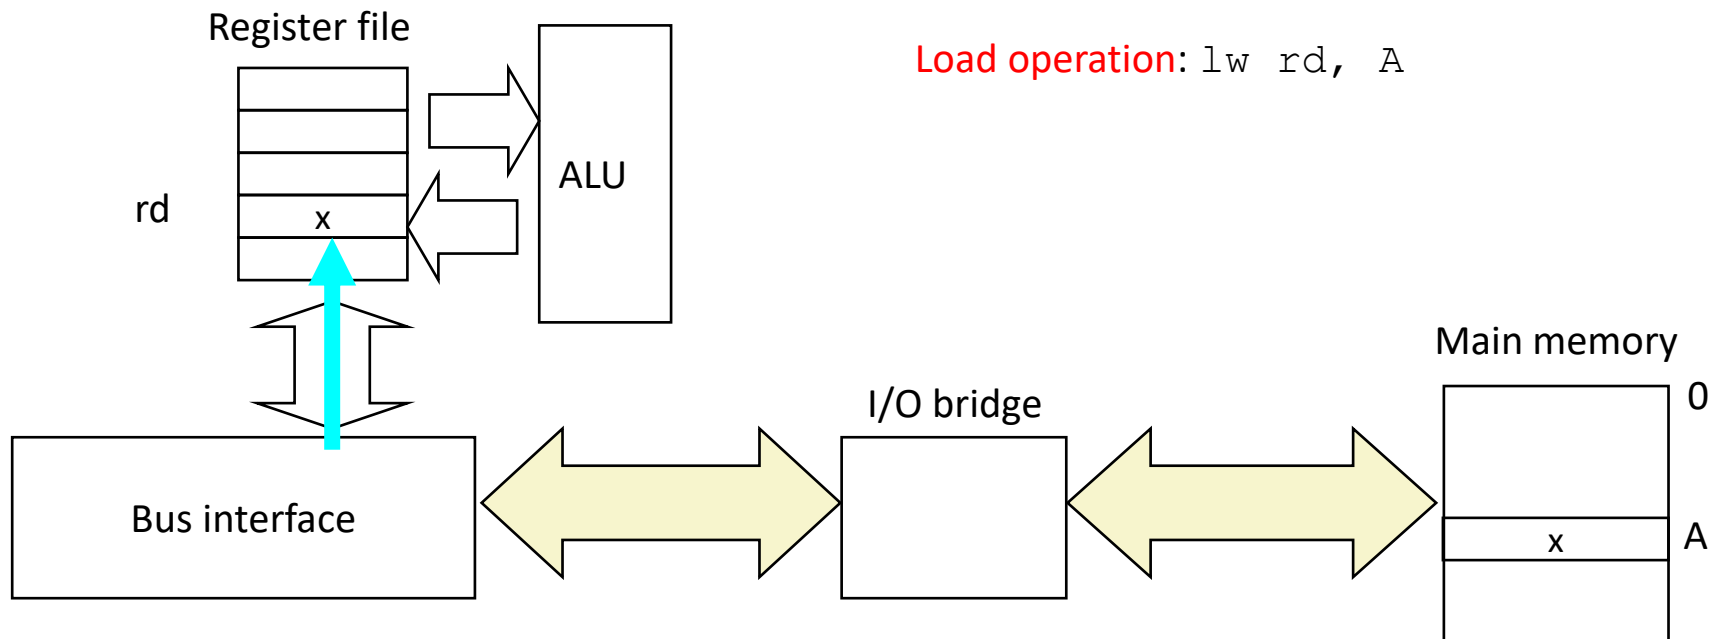 Register file
Load operation: lw rd, A
ALU
rd
x
Main memory
0
I/O bridge
Bus interface
x
A